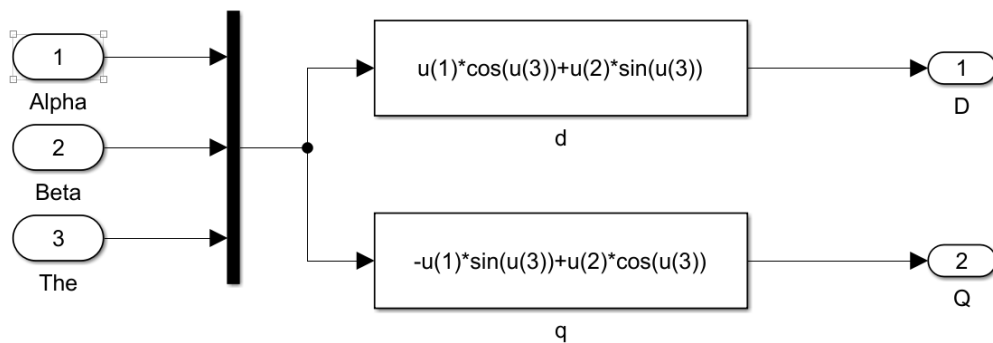 1
Alpha
2
Beta
3
The
u(1)*cos(u(3))+u(2)*sin(u(3))
d
-u(1)*sin(u(3))+u(2)*cos(u(3))
q
1
D
2
Q